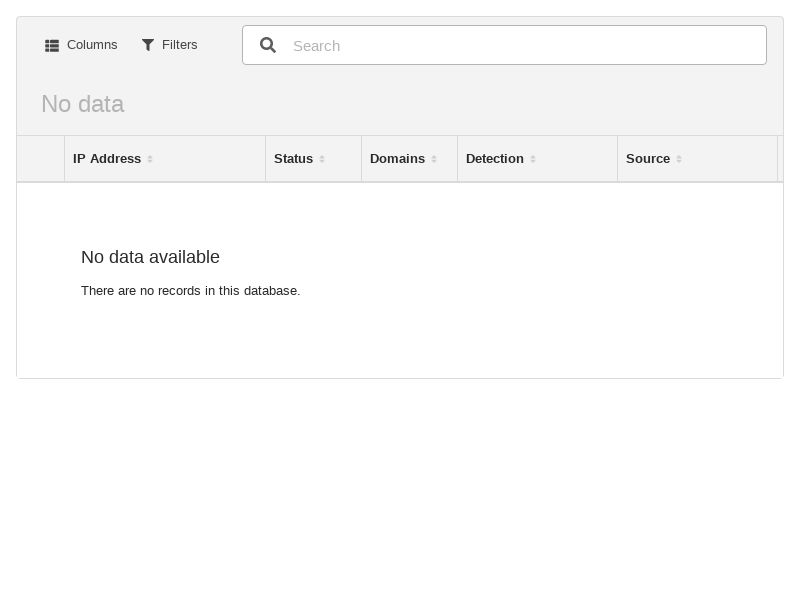 Columns Filters Search
No data
IP Address Status Domains Detection Source
No data available
There are no records in this database.